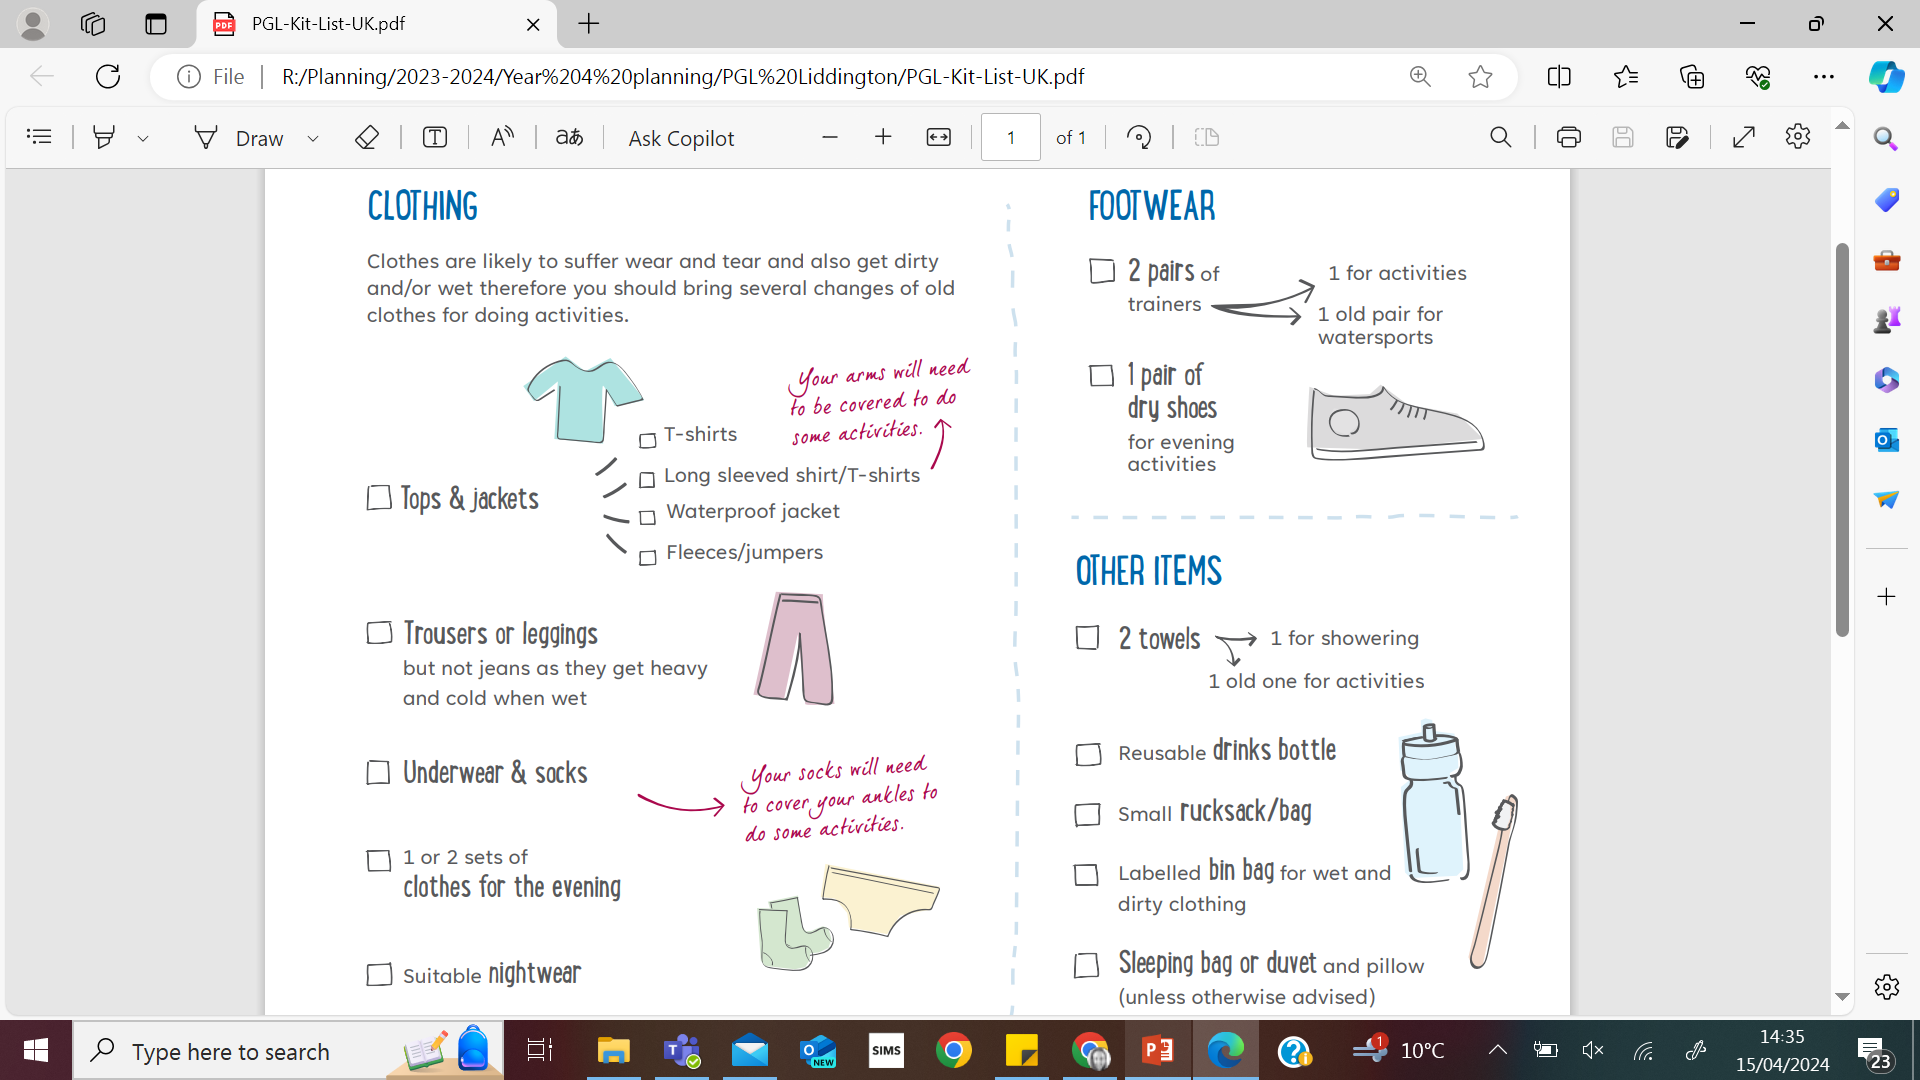 PGL-Kit-List-UK.pdf
File
R:/Planning/2023-2024/Year%204%20planning/PGL%20Liddington/PGL-Kit-List-UK.pdf
Draw
Ask Copilot
1 of 1
CLOTHING
Clothes are likely to suffer wear and tear and also get dirty
and/or wet therefore you should bring several changes of old
clothes for doing activities.
Your arms will need
to be covered to do
some activities.
Tops & jackets
T-shirts
Long sleeved shirt/T-shirts
Waterproof jacket
Fleeces/jumpers
Trousers or leggings
but not jeans as they get heavy
and cold when wet
Underwear & socks
Your socks will need
to cover your ankles to
do some activities.
1 or 2 sets of
clothes for the evening
Suitable nightwear
FOOTWEAR
2 pairs of
trainers
1 for activities
1 old pair for
watersports
1 pair of
dry shoes
for evening
activities
OTHER ITEMS
2 towels
1 for showering
1 old one for activities
Reusable drinks bottle
Small rucksack/bag
Labelled bin bag for wet and
dirty clothing
Sleeping bag or duvet and pillow
(unless otherwise advised)
Type here to search
NEW
SIMS
1
10°C
14:35
15/04/2024
23